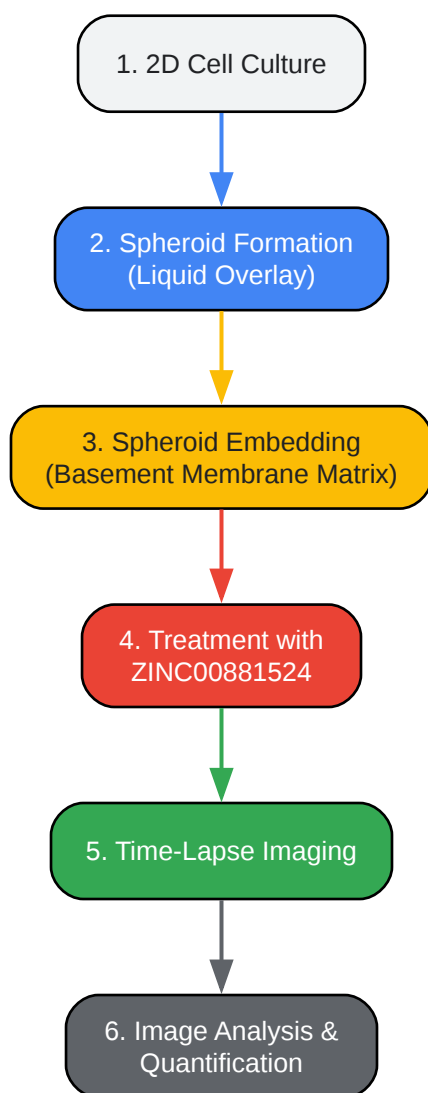 1. 2D Cell Culture
2. Spheroid Formation
(Liquid Overlay)
3. Spheroid Embedding
(Basement Membrane Matrix)
4. Treatment with
ZINC00881524
5. Time-Lapse Imaging
6. Image Analysis &
Quantification